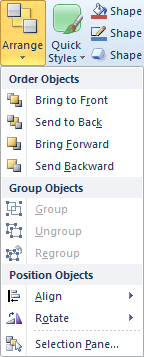 Arrange
Quick
Styles
Shape
Shape
Shape
Order Objects
Bring to Front
Send to Back
Bring Forward
Send Backward
Group Objects
Group
Ungroup
Regroup
Position Objects
Align
Rotate
Selection Pane...